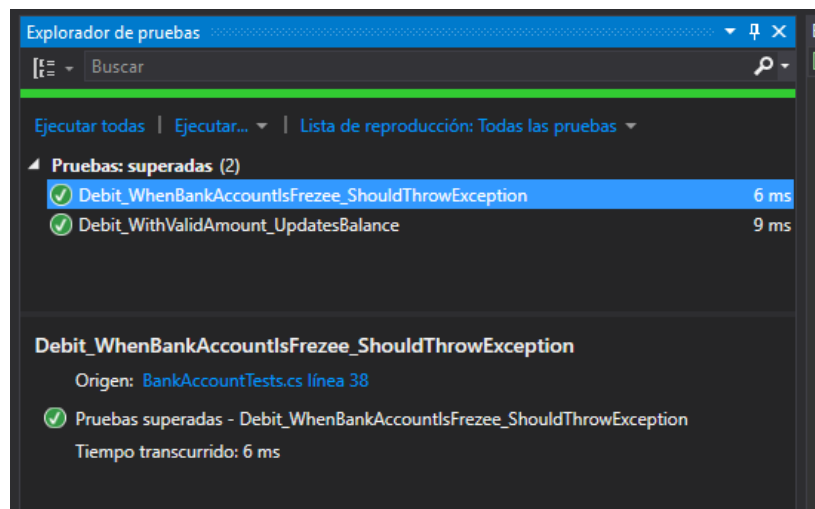 Explorador de pruebas
Buscar
Ejecutar todas | Ejecutar... | Lista de reproducción: Todas las pruebas
Pruebas: superadas (2)
Debit_WhenBankAccountIsFrezee_ShouldThrowException 6 ms
Debit_WithValidAmount_UpdatesBalance 9 ms
Debit_WhenBankAccountIsFrezee_ShouldThrowException
Origen: BankAccountTests.cs línea 38
Pruebas superadas - Debit_WhenBankAccountIsFrezee_ShouldThrowException
Tiempo transcurrido: 6 ms